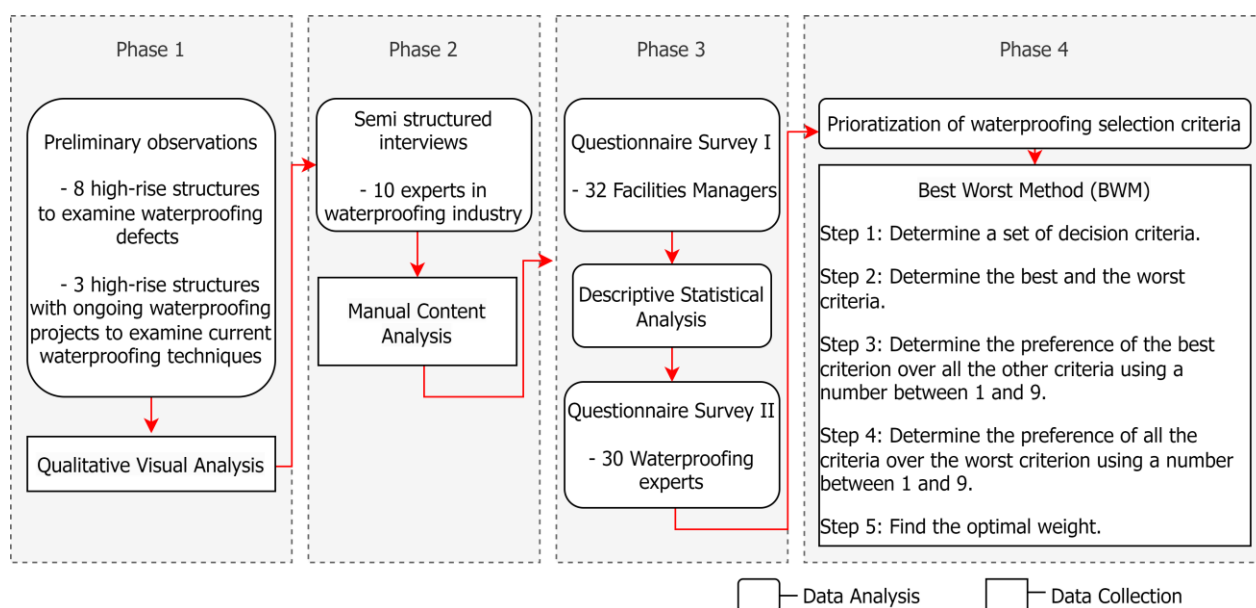 Phase 1
Preliminary observations
- 8 high-rise structures
to examine waterproofing
defects
- 3 high-rise structures
with ongoing waterproofing
projects to examine current
waterproofing techniques
Qualitative Visual Analysis
Phase 2
Semi structured
interviews
- 10 experts in
waterproofing industry
Manual Content
Analysis
Phase 3
Questionnaire Survey I
- 32 Facilities Managers
Descriptive Statistical
Analysis
Questionnaire Survey II
- 30 Waterproofing
experts
Phase 4
Prioratization of waterproofing selection criteria
Best Worst Method (BWM)
Step 1: Determine a set of decision criteria.
Step 2: Determine the best and the worst
criteria.
Step 3: Determine the preference of the best
criterion over all the other criteria using a
number between 1 and 9.
Step 4: Determine the preference of all the
criteria over the worst criterion using a number
between 1 and 9.
Step 5: Find the optimal weight.
Data Analysis
Data Collection